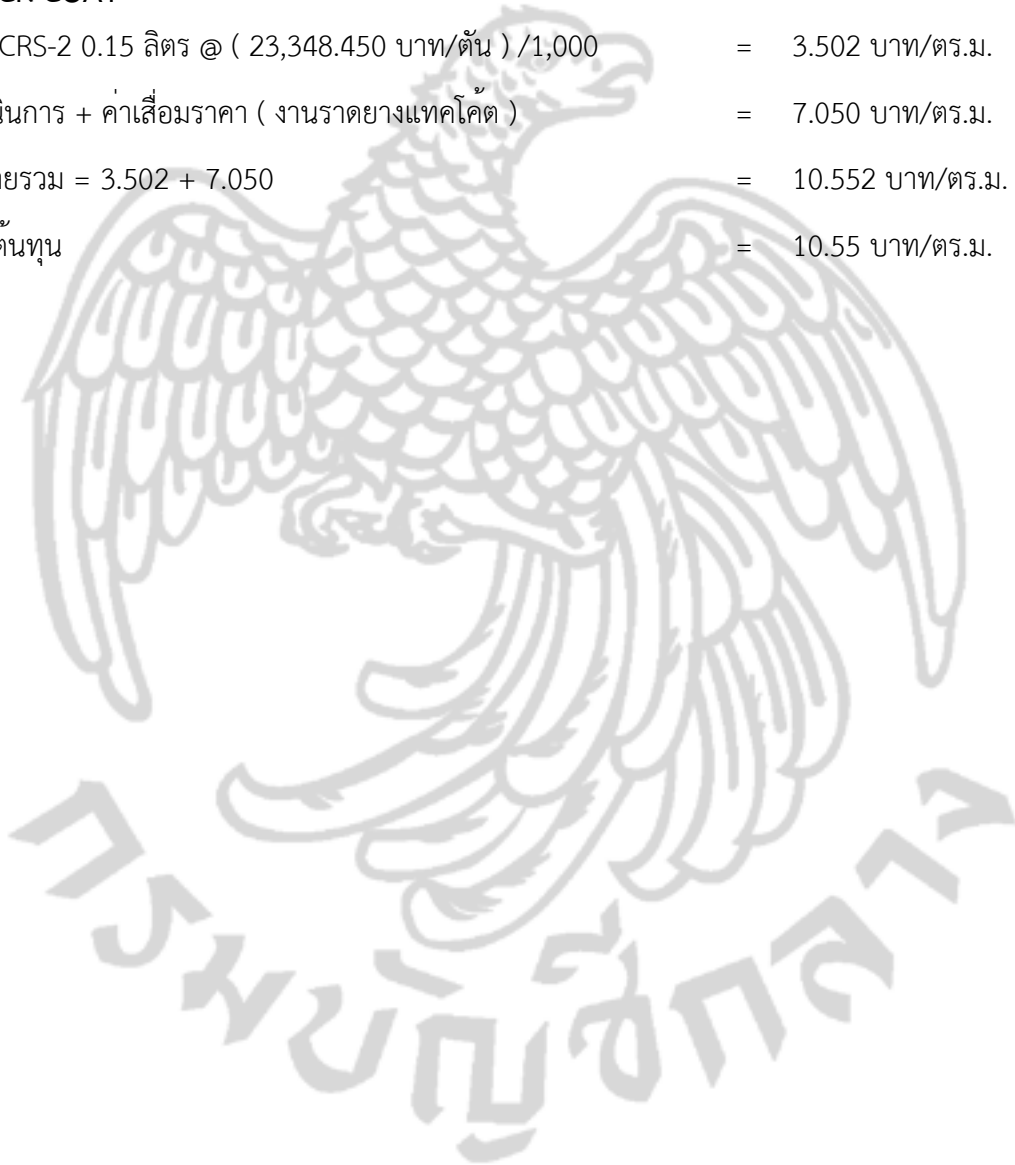 CRS-2 0.15 ลิตร @ ( 23,348.450 บาท/ตัน ) /1,000 = 3.502 บาท/ตร.ม.
นินการ + ค่าเสื่อมราคา ( งานราดยางแทคโค้ต ) = 7.050 บาท/ตร.ม.
ยรวม = 3.502 + 7.050 = 10.552 บาท/ตร.ม.
ต้นทุน = 10.55 บาท/ตร.ม.
กรมบัญชีกลาง